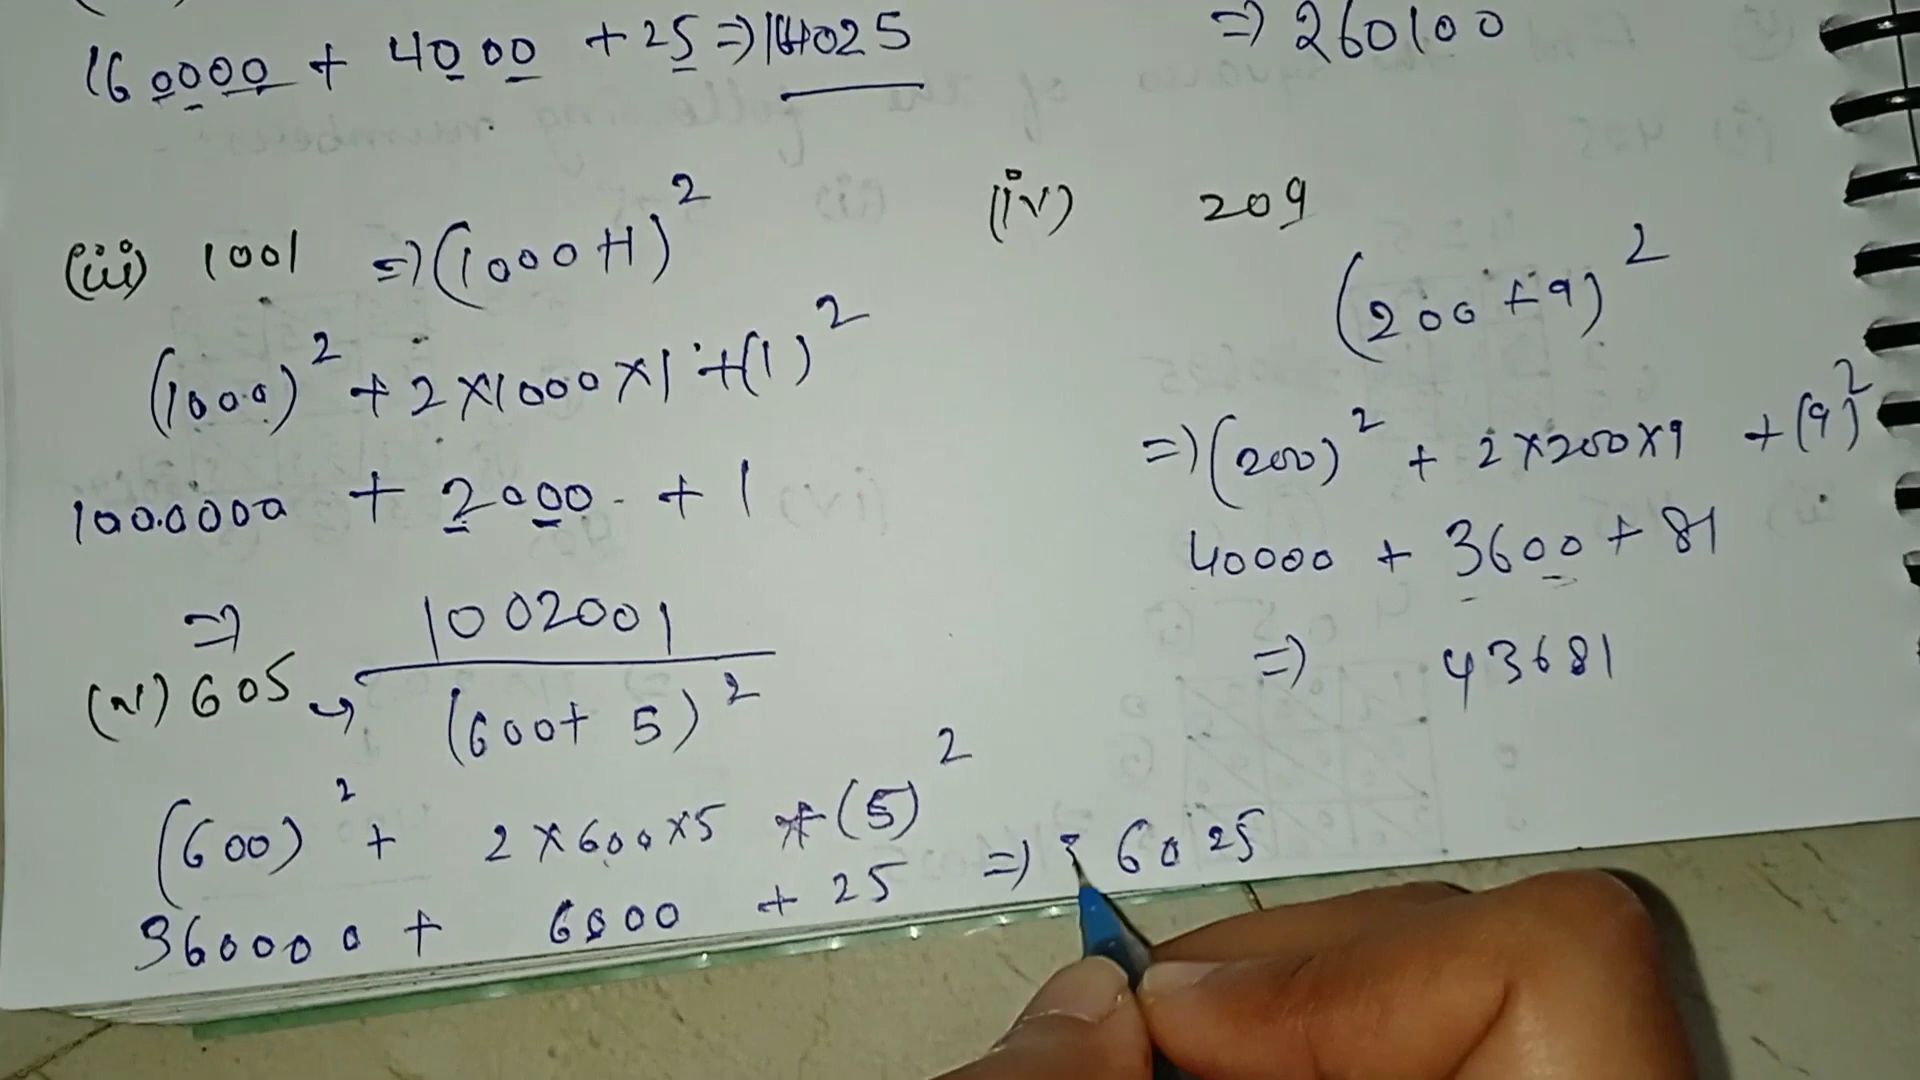 160000 + 4000 + 25 ⇒ 164025
⇒ 260100
(iii) 1001 ⇒ (1000+1)²
(1000)² + 2×1000×1 + (1)²
1000000 + 2000 + 1
⇒ 1002001
(iv) 209
(200+9)²
⇒ (200)² + 2×200×9 + (9)²
40000 + 3600 + 81
⇒ 43681
(vi) 605 → (600+ 5)²
(600)² + 2×600×5 + (5)²
360000 + 6000 + 25 ⇒ 6025